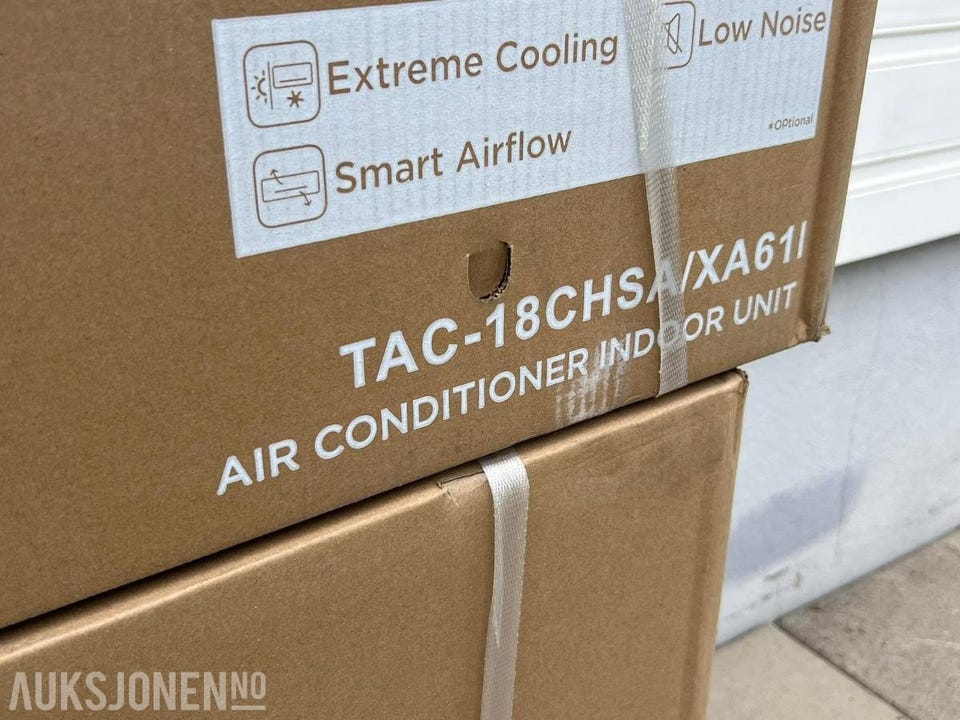 Extreme Cooling
Low Noise
Smart Airflow
*OPtional
TAC-18CHSA/XA61I
AIR CONDITIONER INDOOR UNIT
AUKSJONEN NO